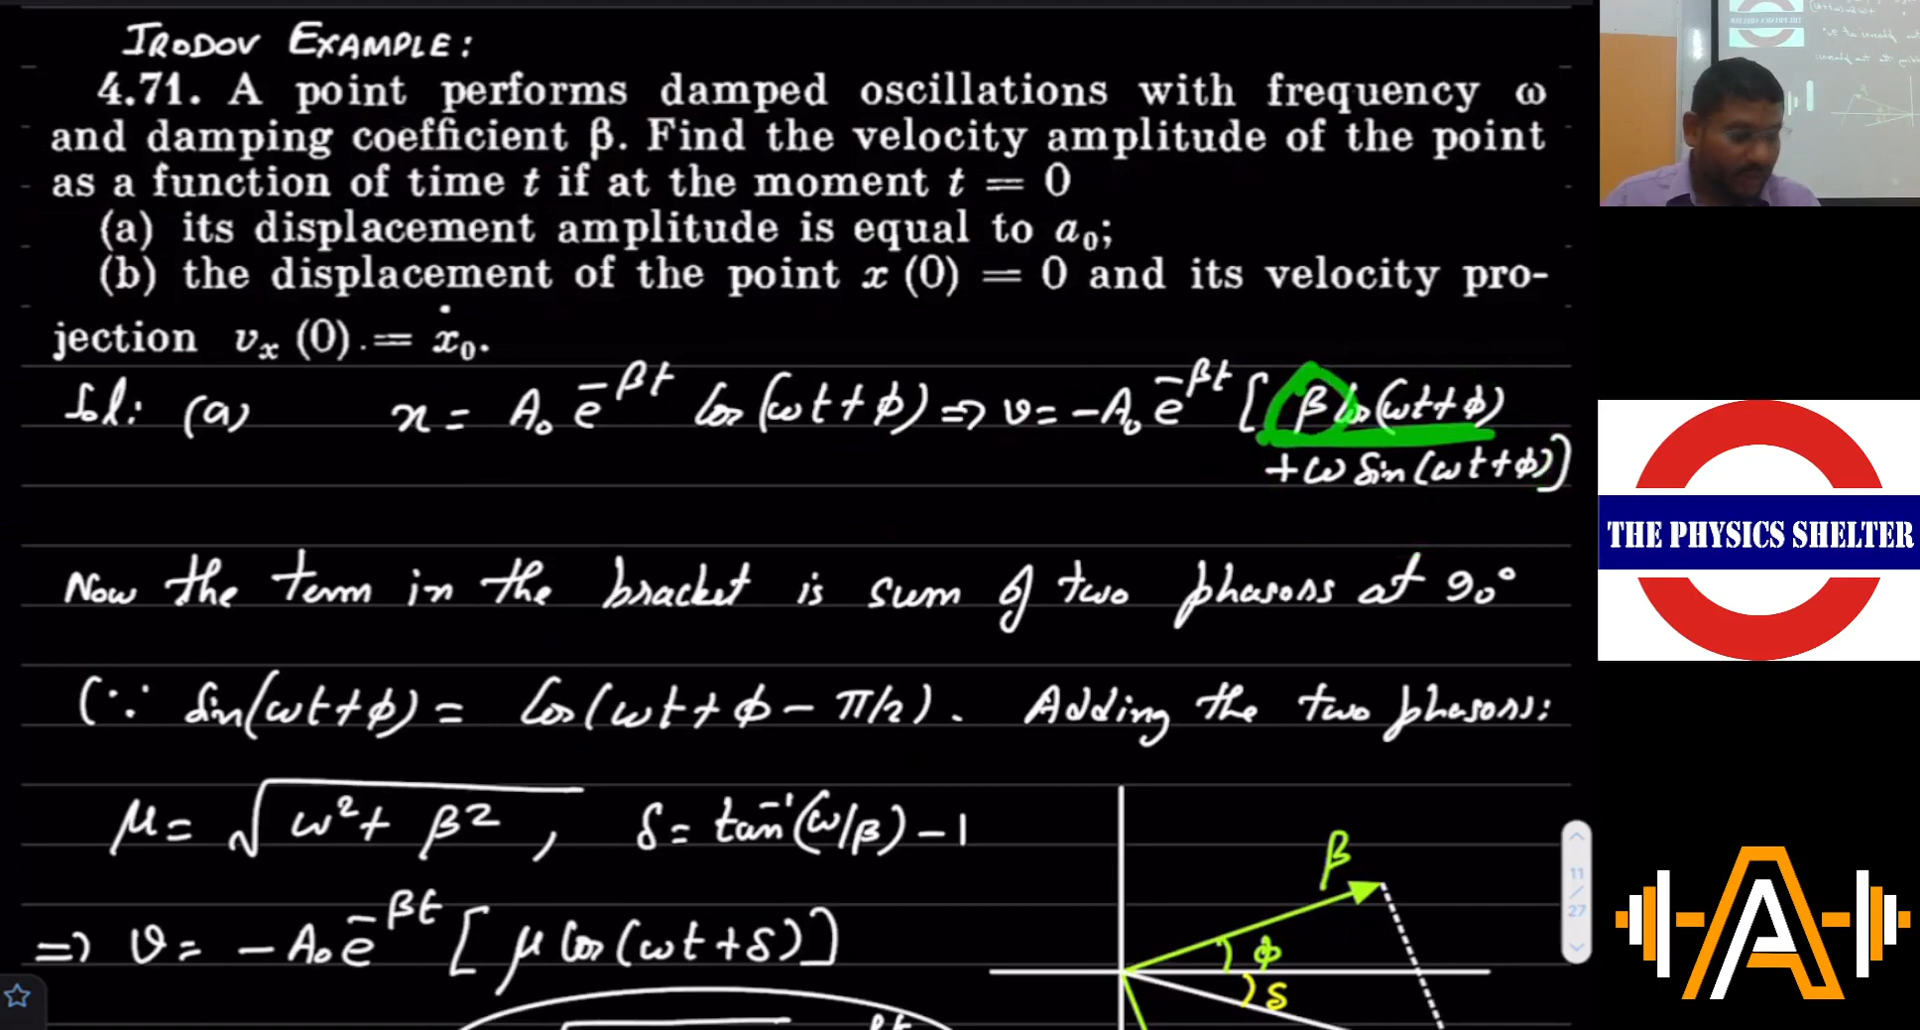 IRODOV EXAMPLE:
4.71. A point performs damped oscillations with frequency ω
and damping coefficient β. Find the velocity amplitude of the point
as a function of time t if at the moment t = 0
(a) its displacement amplitude is equal to a₀;
(b) the displacement of the point x (0) = 0 and its velocity pro-
jection vₓ (0) = ẋ₀.
Sol: (a) x = A₀ e^(-βt) Cos(ωt+φ) ⇒ v = -A₀ e^(-βt) [ β Cos(ωt+φ)
+ ω Sin(ωt+φ)]
Now the term in the bracket is sum of two phasors at 90°
(∵ Sin(ωt+φ) = Cos(ωt+φ - π/2). Adding the two phasors:
μ = √(ω² + β²) , δ = tan⁻¹(ω/β) - 1
⇒ v = -A₀ e^(-βt) [ μ Cos(ωt+δ)]
β
φ
δ
THE PHYSICS SHELTER
11
/
27